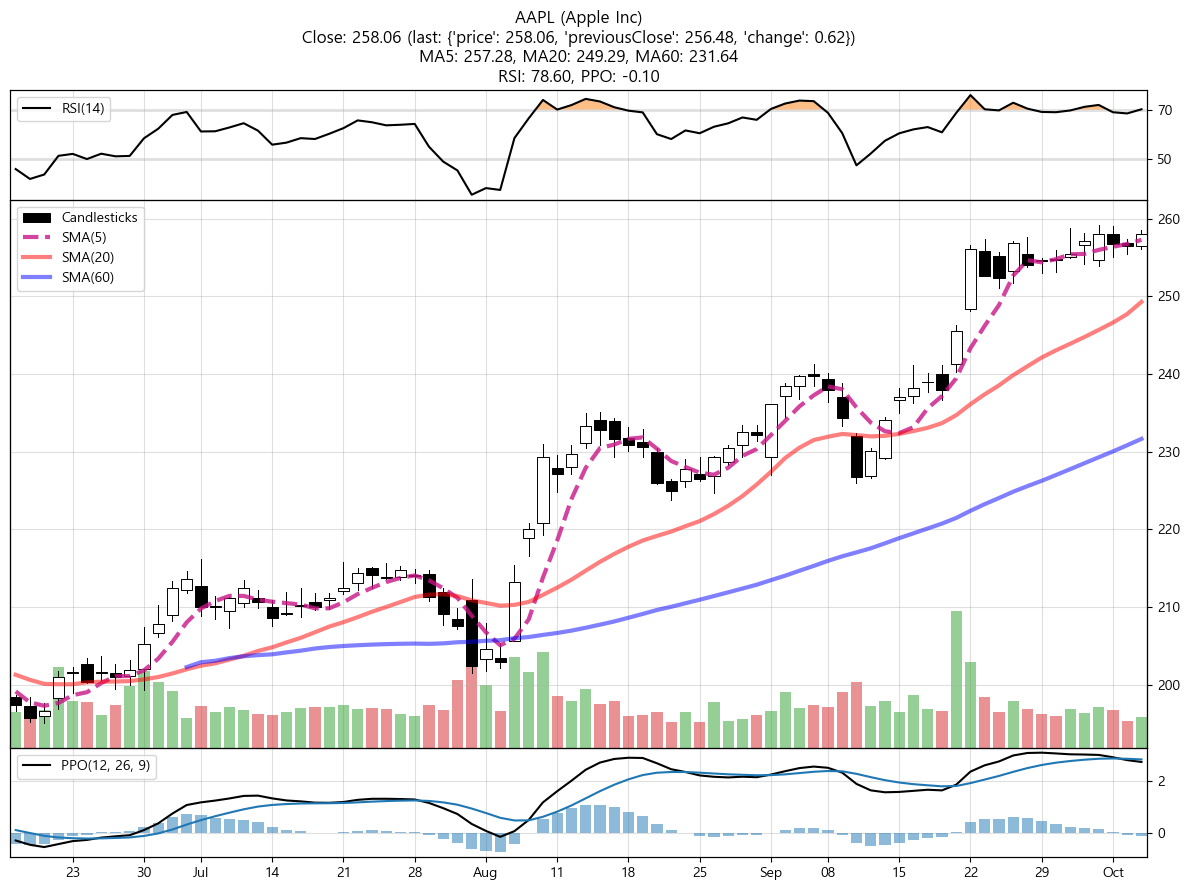 AAPL (Apple Inc)
Close: 258.06 (last: {'price': 258.06, 'previousClose': 256.48, 'change': 0.62})
MA5: 257.28, MA20: 249.29, MA60: 231.64
RSI: 78.60, PPO: -0.10
RSI(14)
70
50
Candlesticks
SMA(5)
SMA(20)
SMA(60)
260
250
240
230
220
210
200
PPO(12, 26, 9)
2
0
23 30 Jul 14 21 28 Aug 11 18 25 Sep 08 15 22 29 Oct